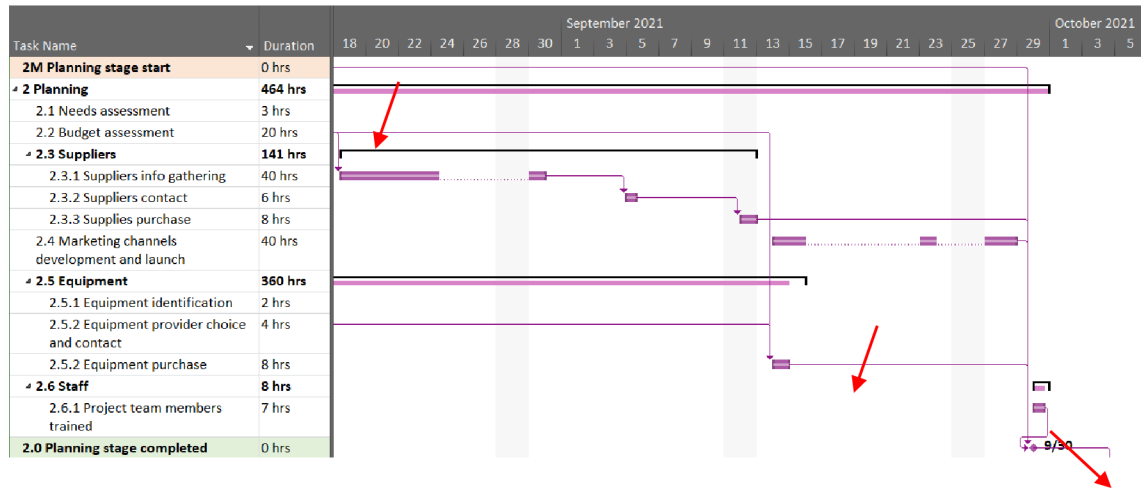 September 2021 October 2021
Task Name Duration 18 20 22 24 26 28 30 1 3 5 7 9 11 13 15 17 19 21 23 25 27 29 1 3 5
2M Planning stage start 0 hrs
2 Planning 464 hrs
2.1 Needs assessment 3 hrs
2.2 Budget assessment 20 hrs
2.3 Suppliers 141 hrs
2.3.1 Suppliers info gathering 40 hrs
2.3.2 Suppliers contact 6 hrs
2.3.3 Supplies purchase 8 hrs
2.4 Marketing channels 40 hrs
development and launch
2.5 Equipment 360 hrs
2.5.1 Equipment identification 2 hrs
2.5.2 Equipment provider choice 4 hrs
and contact
2.5.2 Equipment purchase 8 hrs
2.6 Staff 8 hrs
2.6.1 Project team members 7 hrs
trained
2.0 Planning stage completed 0 hrs 9/30